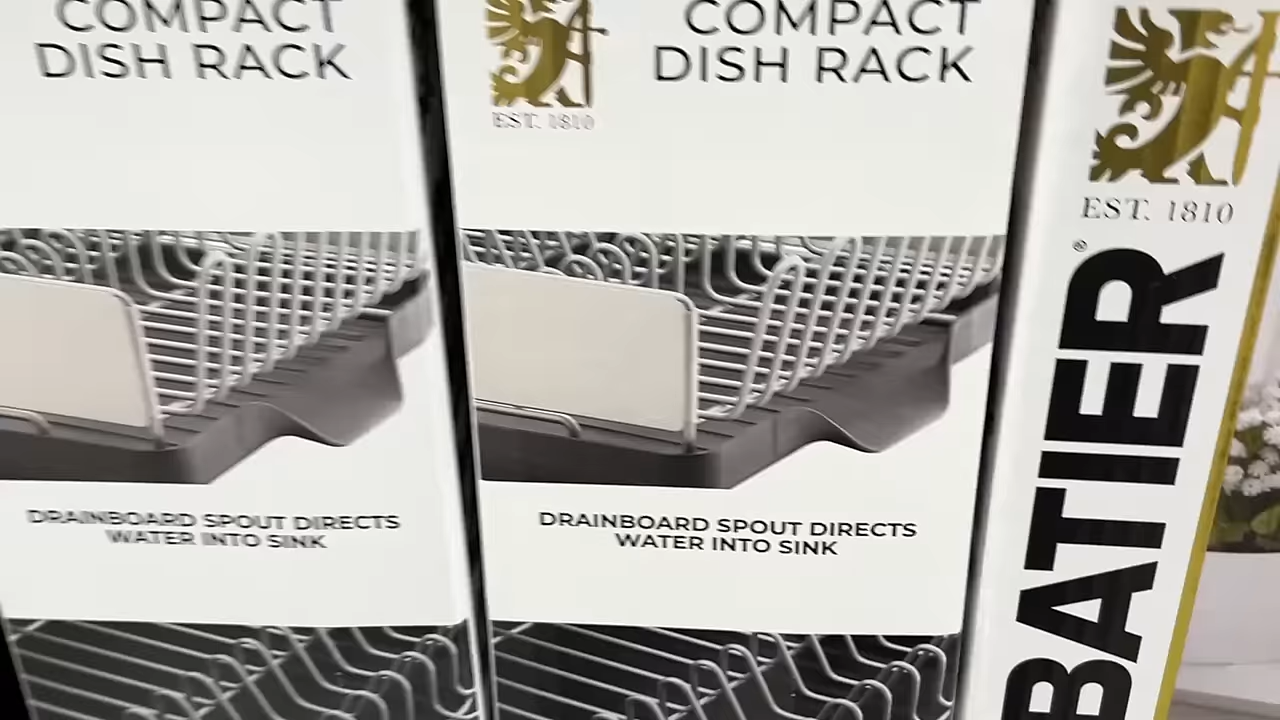 COMPACT
DISH RACK
DRAINBOARD SPOUT DIRECTS
WATER INTO SINK
EST. 1810
COMPACT
DISH RACK
DRAINBOARD SPOUT DIRECTS
WATER INTO SINK
EST. 1810
BATIER®